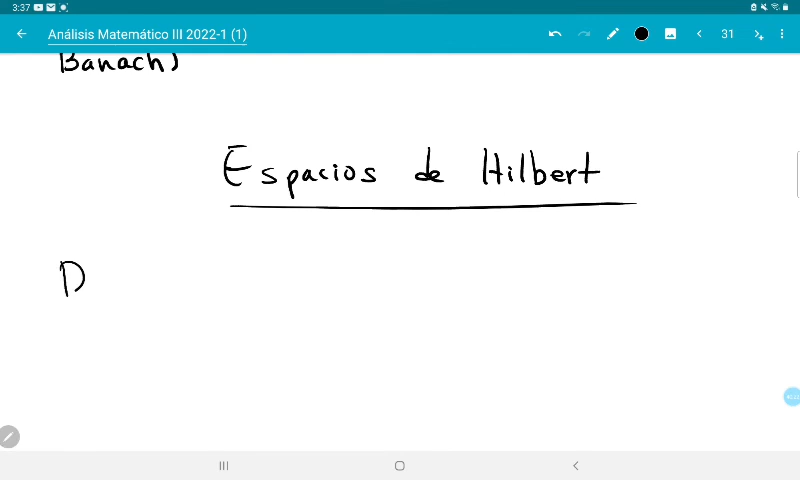 3:37
Análisis Matemático III 2022-1 (1)
31
Banach)
Espacios de Hilbert
D